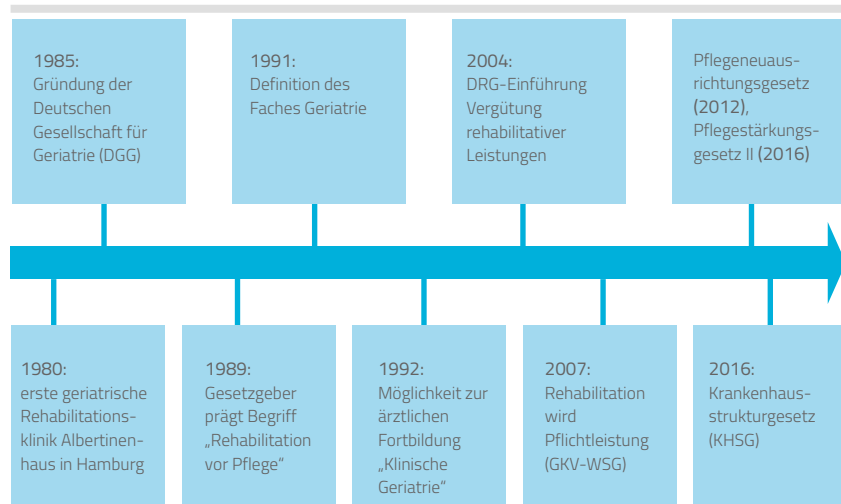 1985:
Gründung der
Deutschen
Gesellschaft für
Geriatrie (DGG)
1991:
Definition des
Faches Geriatrie
2004:
DRG-Einführung
Vergütung
rehabilitativer
Leistungen
Pflegeneuaus-
richtungsgesetz
(2012),
Pflegestärkungs-
gesetz II (2016)
1980:
erste geriatrische
Rehabilitations-
klinik Albertinen-
haus in Hamburg
1989:
Gesetzgeber
prägt Begriff
„Rehabilitation
vor Pflege“
1992:
Möglichkeit zur
ärztlichen
Fortbildung
„Klinische
Geriatrie“
2007:
Rehabilitation
wird
Pflichtleistung
(GKV-WSG)
2016:
Krankenhaus-
strukturgesetz
(KHSG)